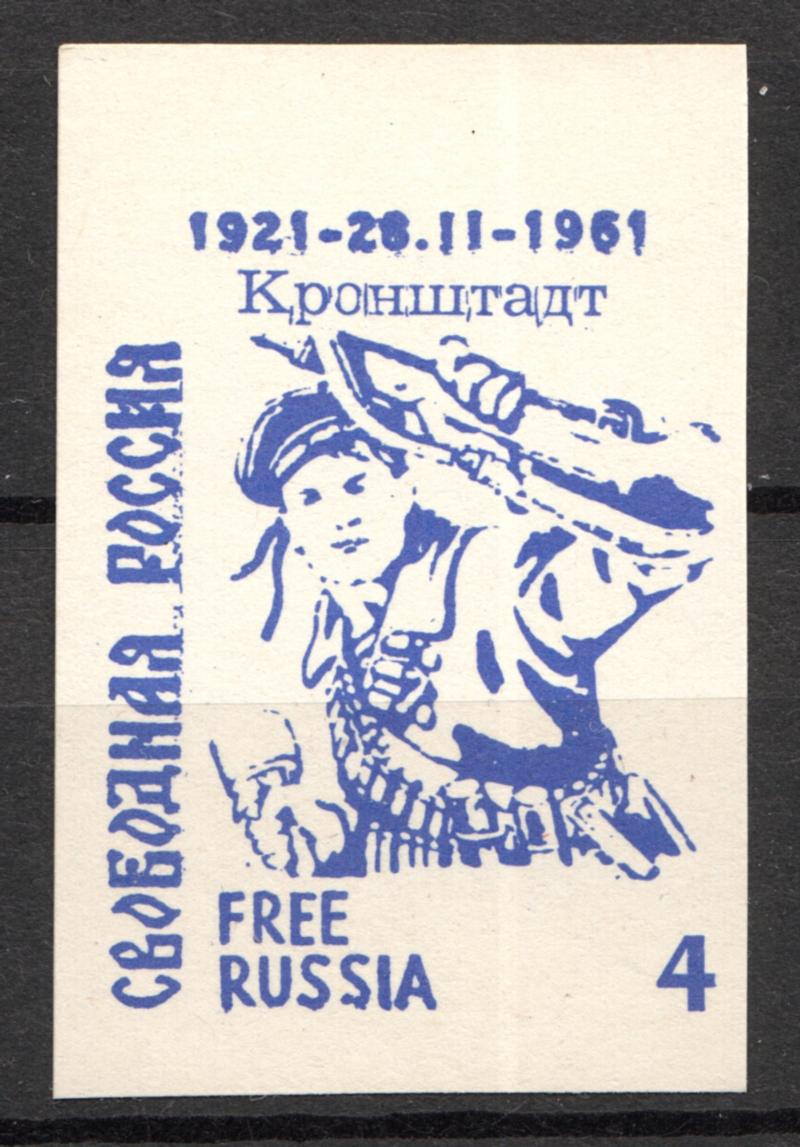 1921-28.II-1961
Кронштадт
СВОБОДНАЯ РОССИЯ
FREE
RUSSIA
4